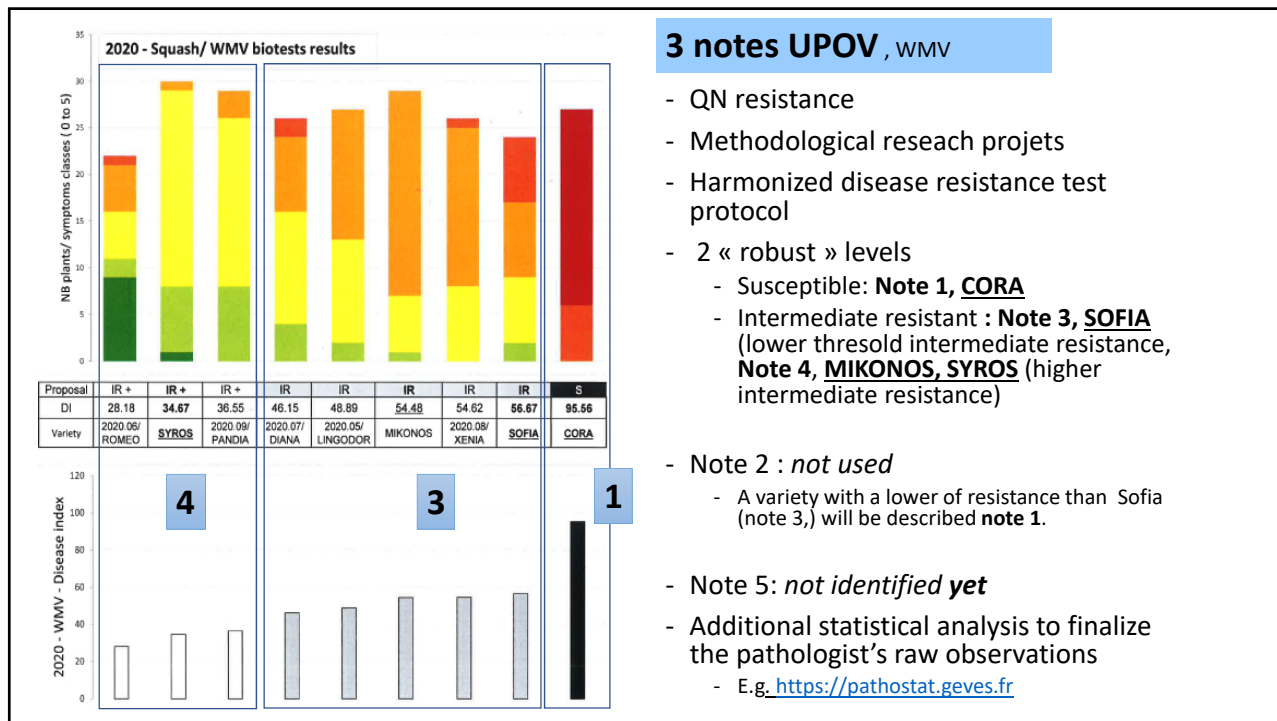 2020 - Squash/ WMV biotests results
NB plants/ symptoms classes ( 0 to 5)
35
30
25
20
15
10
5
0
Proposal IR + IR + IR + IR IR IR IR IR S
DI 28.18 34.67 36.55 46.15 48.89 54.48 54.62 56.67 95.56
Variety 2020.06/ ROMEO SYROS 2020.09/ PANDIA 2020.07/ DIANA 2020.05/ LINGODOR MIKONOS 2020.08/ XENIA SOFIA CORA
2020 - WMV - Disease index
120
100
80
60
40
20
0
4
3
1
3 notes UPOV , WMV
- QN resistance
- Methodological reseach projets
- Harmonized disease resistance test
protocol
- 2 « robust » levels
- Susceptible: Note 1, CORA
- Intermediate resistant : Note 3, SOFIA
(lower thresold intermediate resistance,
Note 4, MIKONOS, SYROS (higher
intermediate resistance)
- Note 2 : not used
- A variety with a lower of resistance than Sofia
(note 3,) will be described note 1.
- Note 5: not identified yet
- Additional statistical analysis to finalize
the pathologist's raw observations
- E.g. https://pathostat.geves.fr